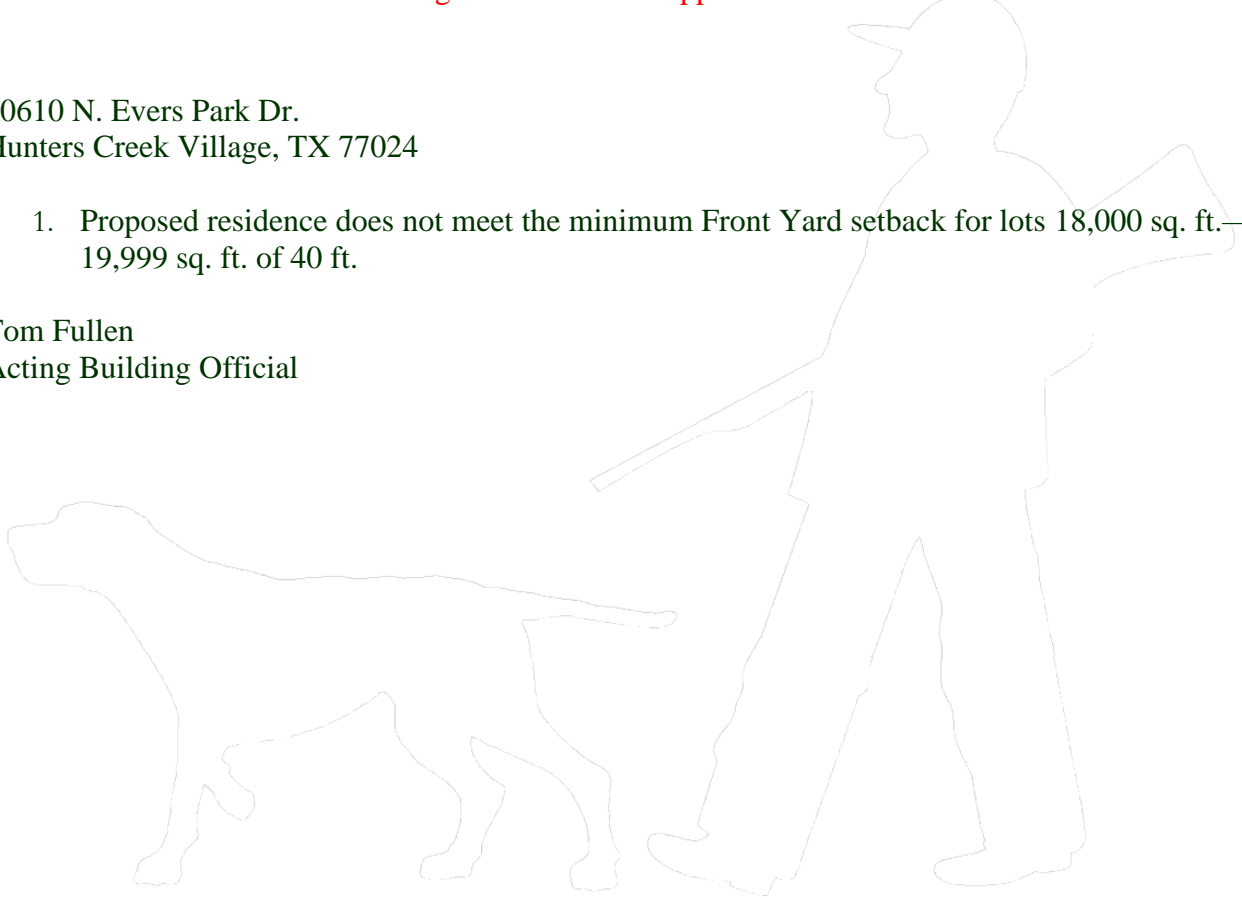 0610 N. Evers Park Dr.
Hunters Creek Village, TX 77024
1. Proposed residence does not meet the minimum Front Yard setback for lots 18,000 sq. ft.—
19,999 sq. ft. of 40 ft.
Tom Fullen
Acting Building Official